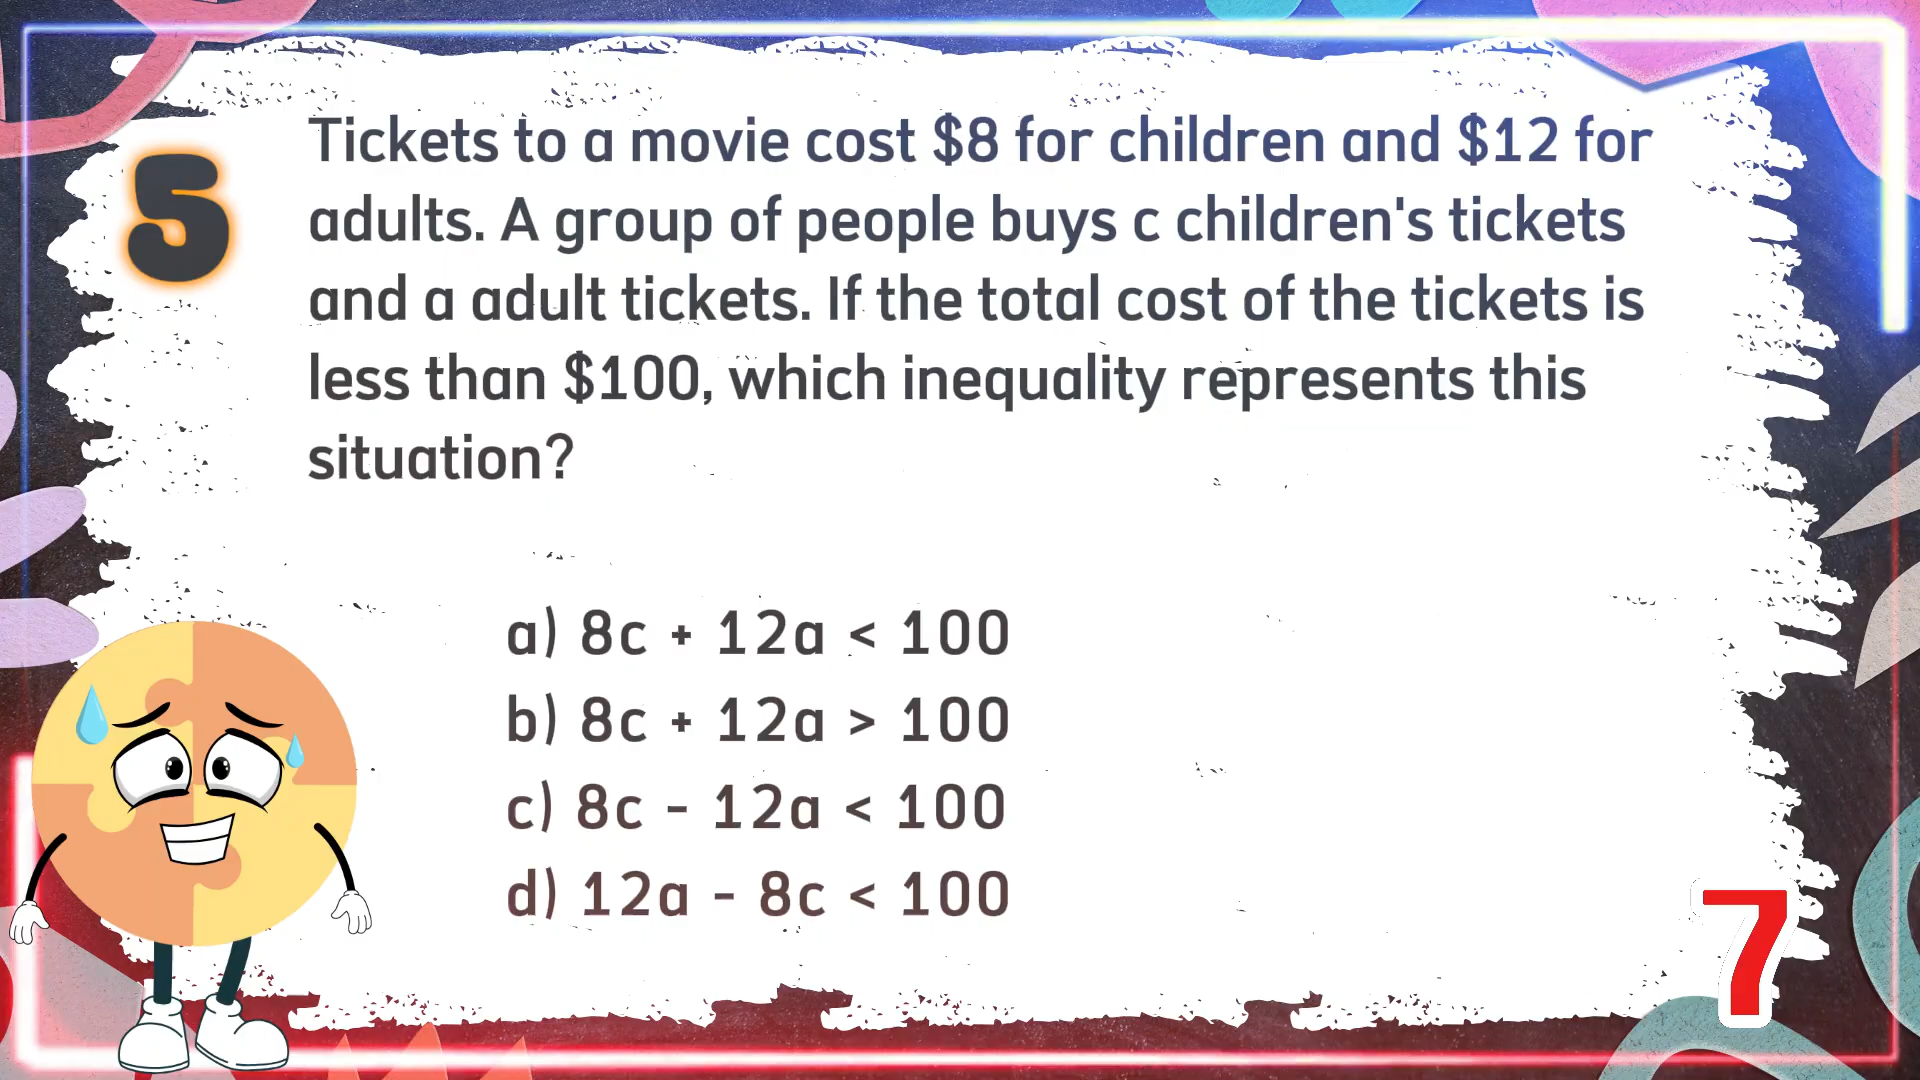 5
Tickets to a movie cost $8 for children and $12 for
adults. A group of people buys c children's tickets
and a adult tickets. If the total cost of the tickets is
less than $100, which inequality represents this
situation?
a) 8c + 12a < 100
b) 8c + 12a > 100
c) 8c - 12a < 100
d) 12a - 8c < 100
7